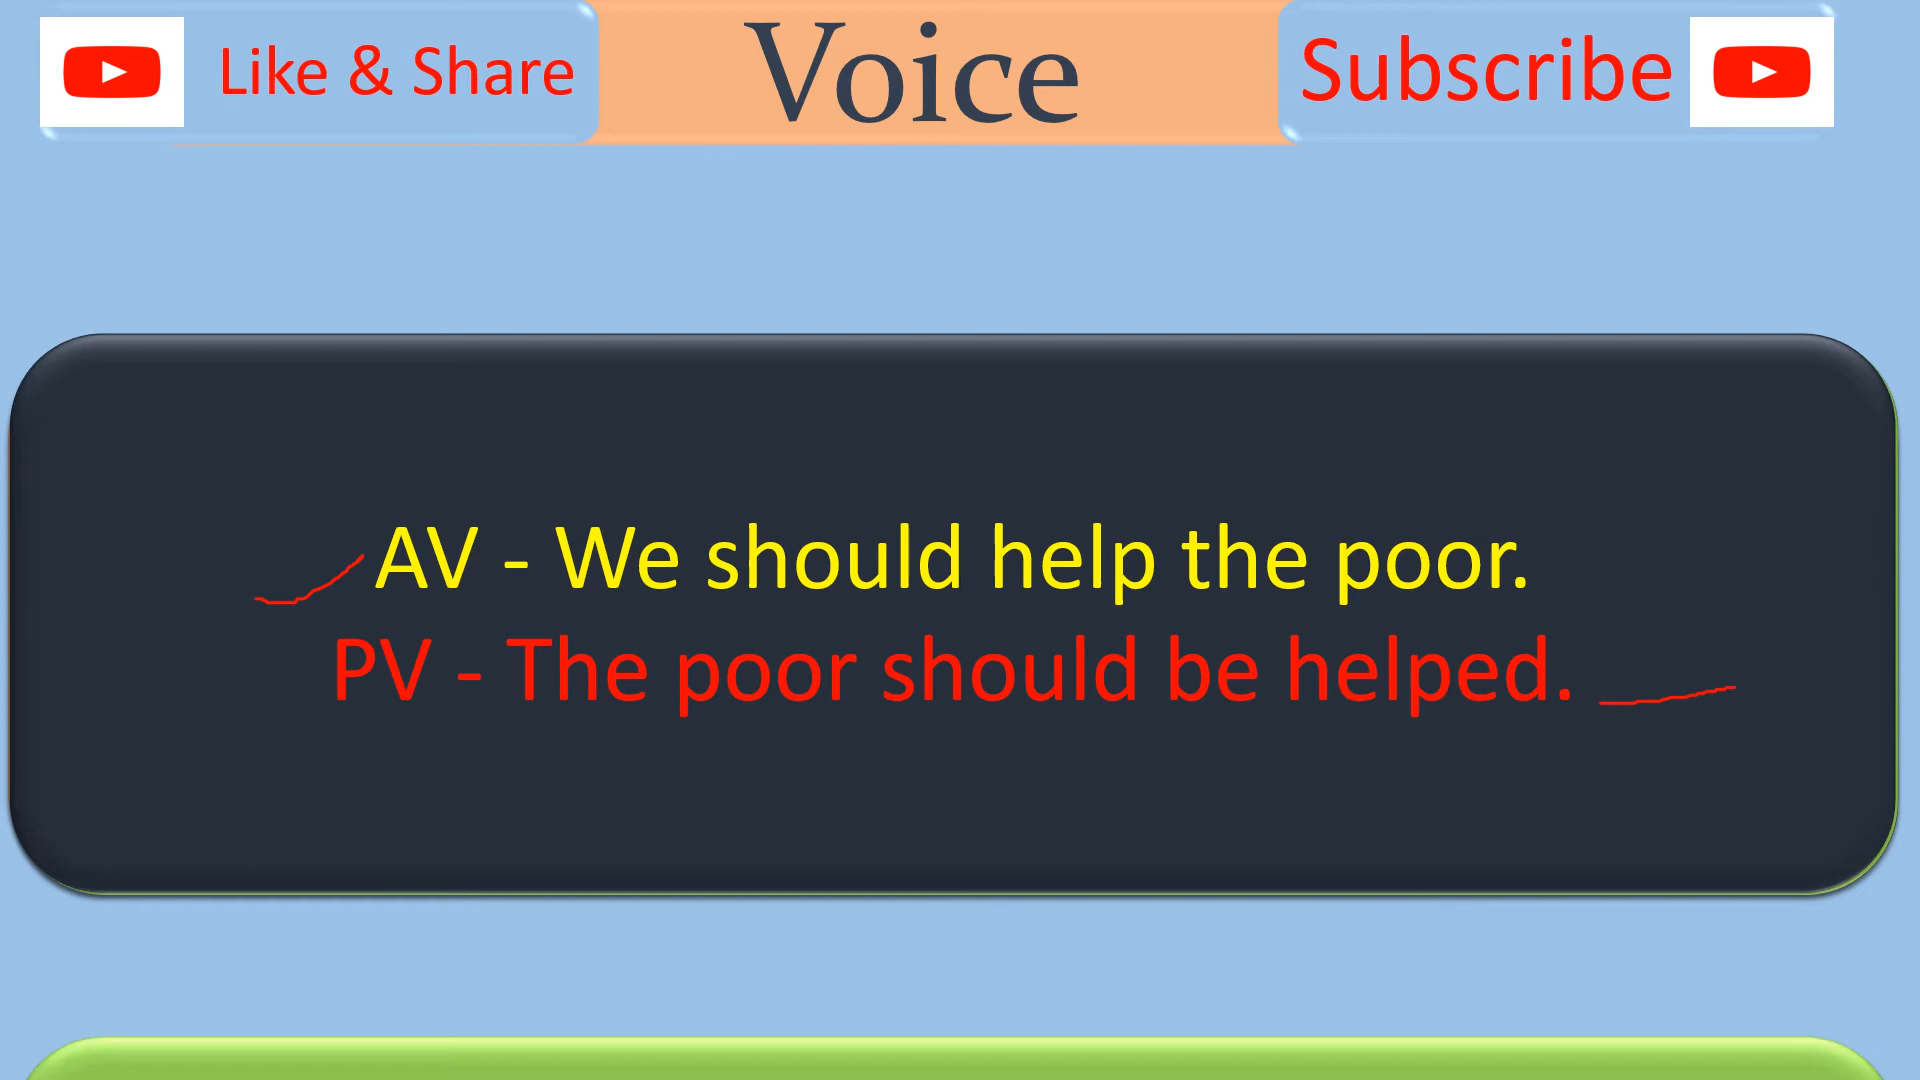 Like & Share
Voice
Subscribe
AV - We should help the poor.
PV - The poor should be helped.